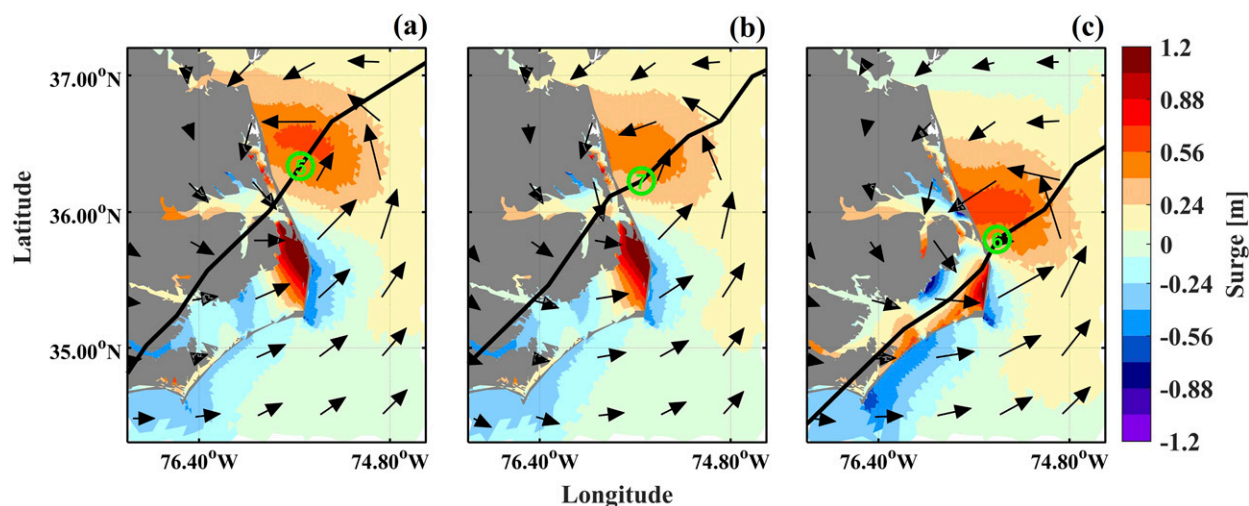 (a)
(b)
(c)
37.00°N
36.00°N
35.00°N
Latitude
7
6
76.40°W
74.80°W
76.40°W
74.80°W
76.40°W
74.80°W
Longitude
1.2
0.88
0.56
0.24
0
-0.24
-0.56
-0.88
-1.2
Surge [m]